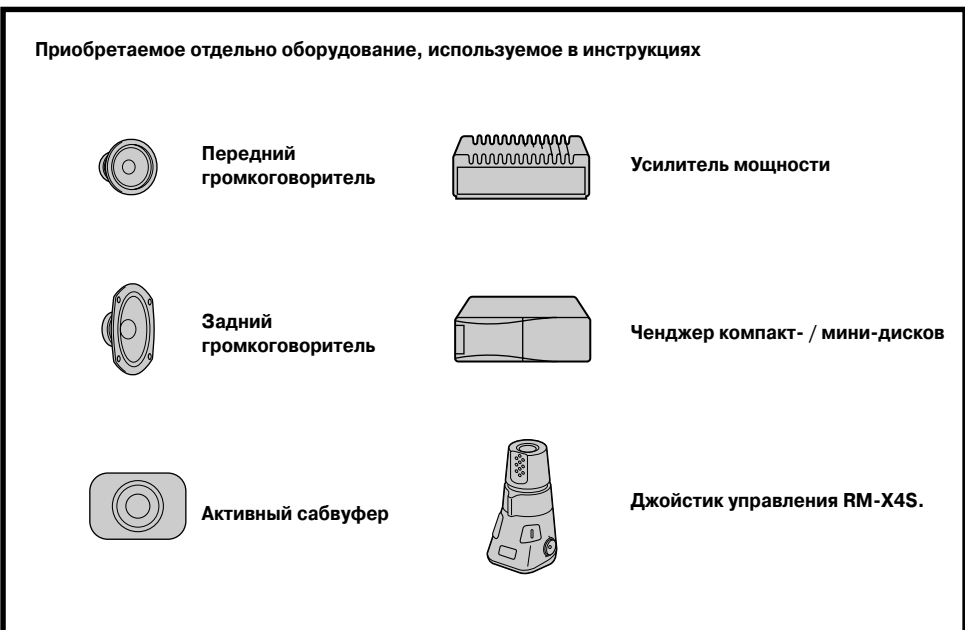 Приобретаемое отдельно оборудование, используемое в инструкциях
Передний
громкоговоритель
Усилитель мощности
Задний
громкоговоритель
Ченджер компакт- / мини-дисков
Активный сабвуфер
Джойстик управления RM-X4S.